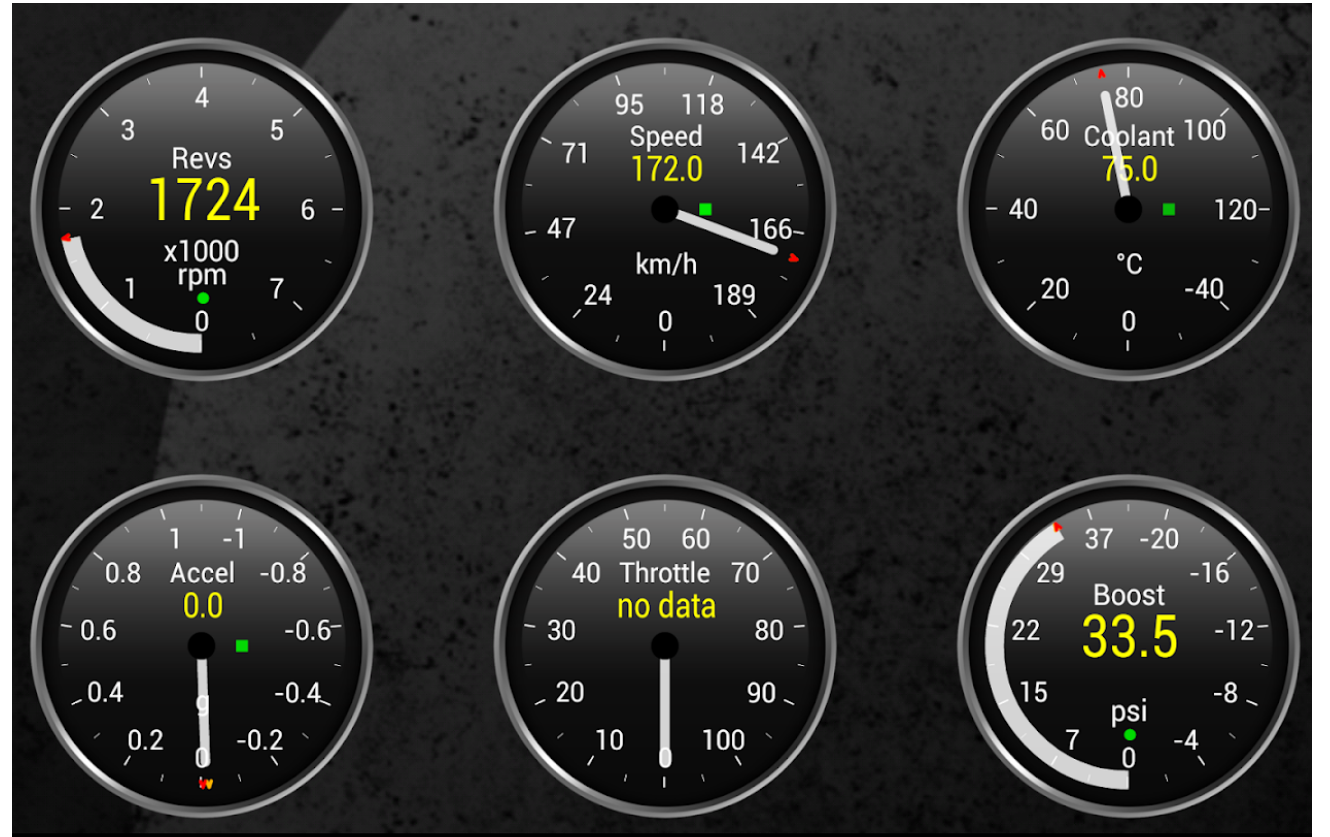 4
3 5
Revs
1724
2 6
x1000
rpm
1 7
0
95 118
Speed
71 142
172.0
47 166
km/h
24 189
0
80
60 Coolant 100
75.0
40 120
°C
20 -40
0
1 -1
0.8 Accel -0.8
0.0
0.6 -0.6
0.4 -0.4
g
0.2 -0.2
0
50 60
40 Throttle 70
no data
30 80
20 90
10 100
0
37 -20
29 -16
Boost
22 33.5 -12
15 -8
psi
7 -4
0